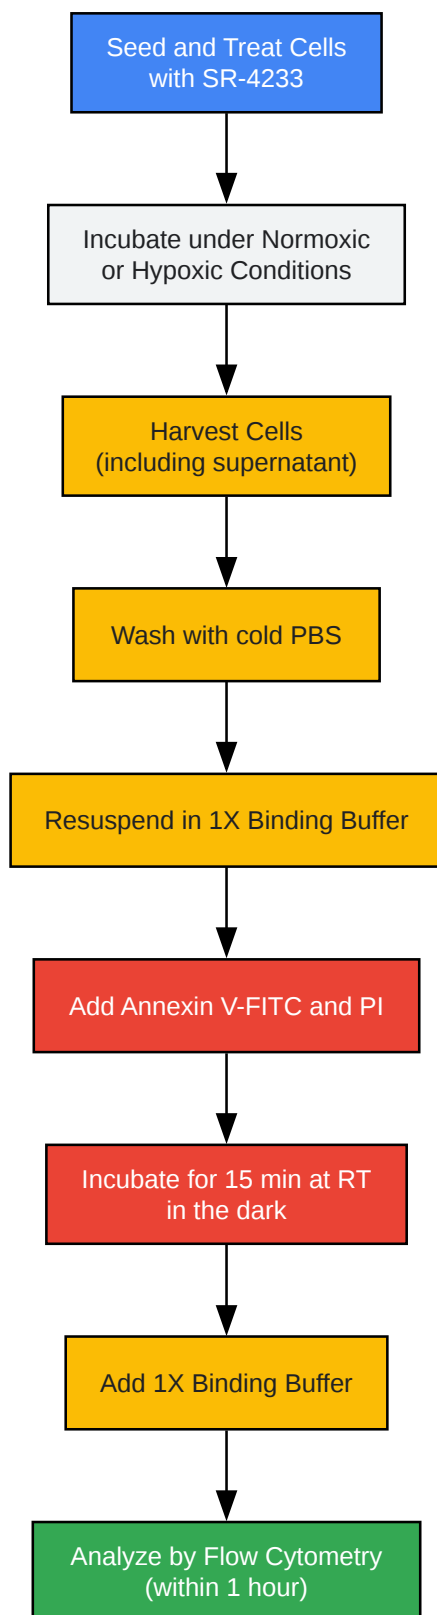 Seed and Treat Cells
with SR-4233
Incubate under Normoxic
or Hypoxic Conditions
Harvest Cells
(including supernatant)
Wash with cold PBS
Resuspend in 1X Binding Buffer
Add Annexin V-FITC and PI
Incubate for 15 min at RT
in the dark
Add 1X Binding Buffer
Analyze by Flow Cytometry
(within 1 hour)